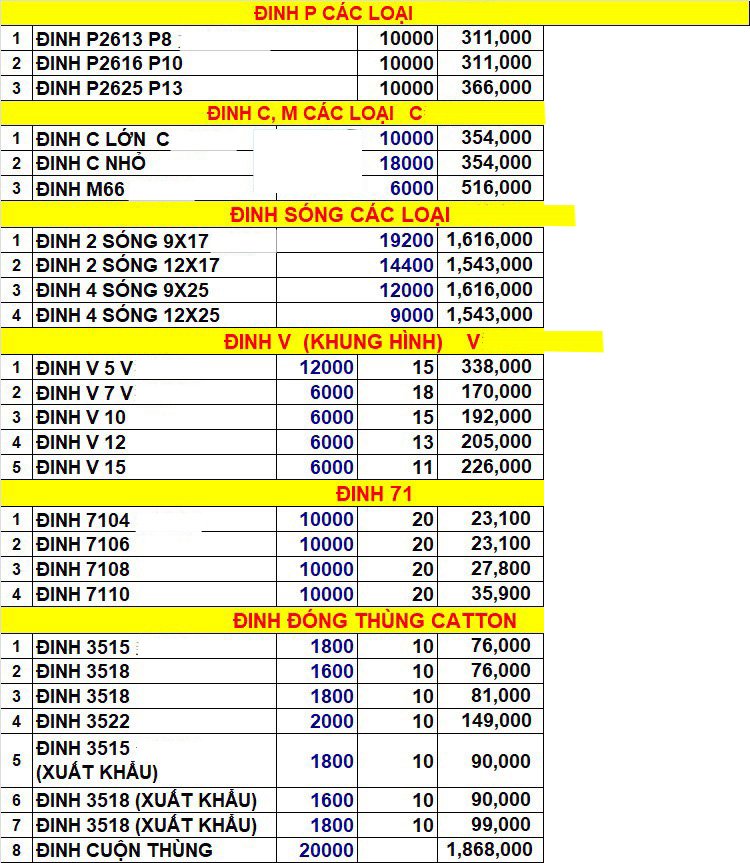 ĐINH P CÁC LOẠI
1 ĐINH P2613 P8 10000 311,000
2 ĐINH P2616 P10 10000 311,000
3 ĐINH P2625 P13 10000 366,000
ĐINH C, M CÁC LOẠI C
1 ĐINH C LỚN C 10000 354,000
2 ĐINH C NHỎ 18000 354,000
3 ĐINH M66 6000 516,000
ĐINH SÓNG CÁC LOẠI
1 ĐINH 2 SÓNG 9X17 19200 1,616,000
2 ĐINH 2 SÓNG 12X17 14400 1,543,000
3 ĐINH 4 SÓNG 9X25 12000 1,616,000
4 ĐINH 4 SÓNG 12X25 9000 1,543,000
ĐINH V (KHUNG HÌNH) V
1 ĐINH V 5 V 12000 15 338,000
2 ĐINH V 7 V 6000 18 170,000
3 ĐINH V 10 6000 15 192,000
4 ĐINH V 12 6000 13 205,000
5 ĐINH V 15 6000 11 226,000
ĐINH 71
1 ĐINH 7104 10000 20 23,100
2 ĐINH 7106 10000 20 23,100
3 ĐINH 7108 10000 20 27,800
4 ĐINH 7110 10000 20 35,900
ĐINH ĐÓNG THÙNG CATTON
1 ĐINH 3515 1800 10 76,000
2 ĐINH 3518 1600 10 76,000
3 ĐINH 3518 1800 10 81,000
4 ĐINH 3522 2000 10 149,000
5 ĐINH 3515
(XUẤT KHẨU) 1800 10 90,000
6 ĐINH 3518 (XUẤT KHẨU) 1600 10 90,000
7 ĐINH 3518 (XUẤT KHẨU) 1800 10 99,000
8 ĐINH CUỘN THÙNG 20000 1,868,000